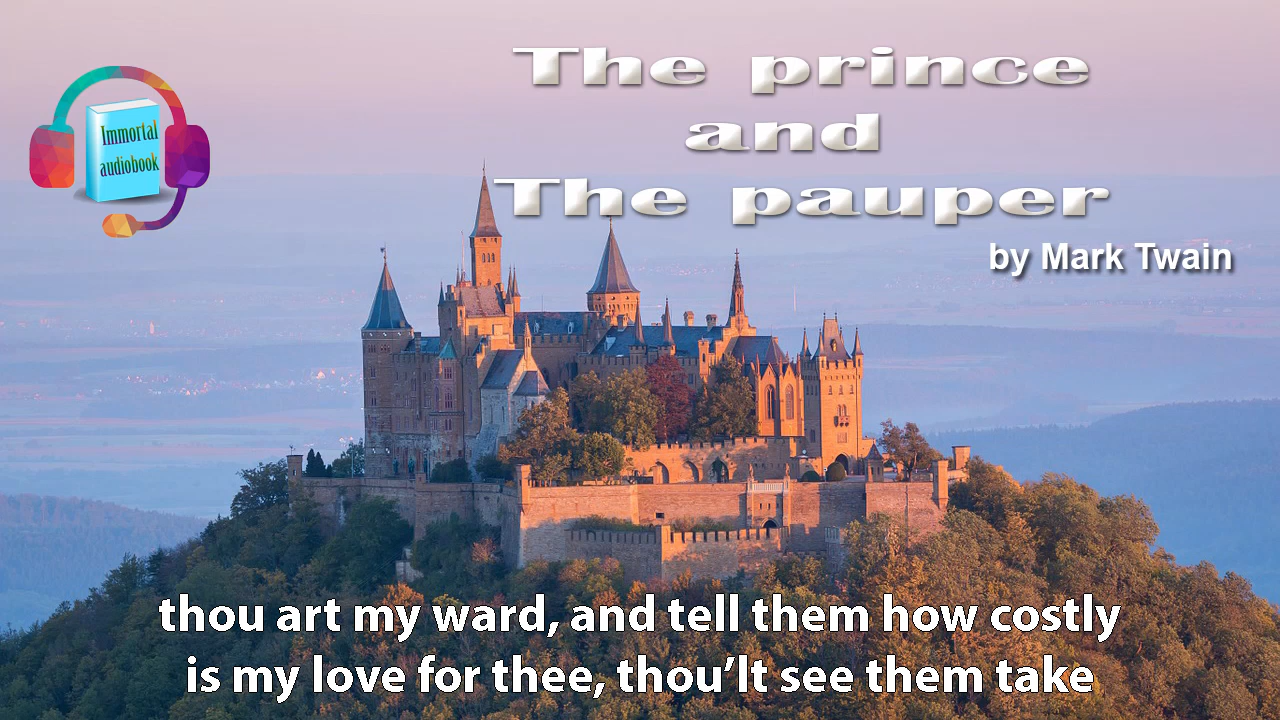 Immortal
audiobook
The prince
and
The pauper
by Mark Twain
thou art my ward, and tell them how costly
is my love for thee, thou’lt see them take